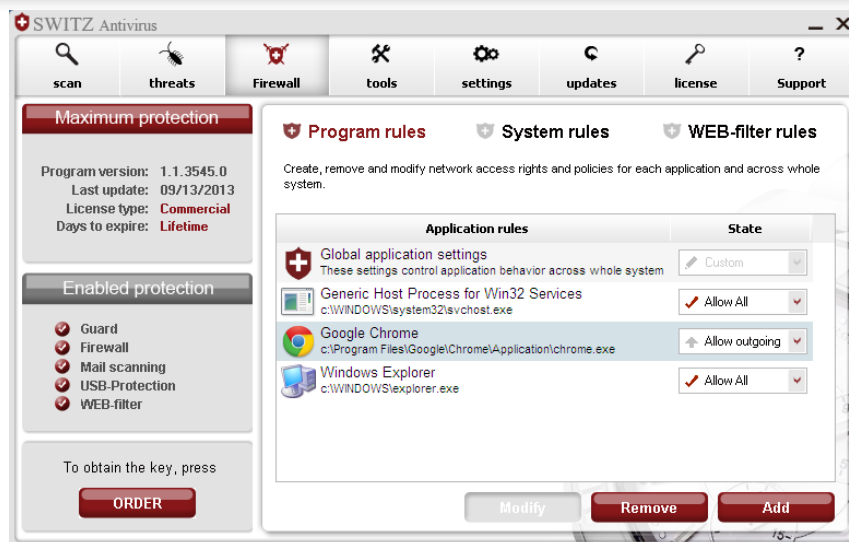 SWITZ Antivirus
scan threats Firewall tools settings updates license Support
Maximum protection
Program version: 1.1.3545.0
Last update: 09/13/2013
License type: Commercial
Days to expire: Lifetime
Enabled protection
Guard
Firewall
Mail scanning
USB-Protection
WEB-filter
To obtain the key, press
ORDER
Program rules System rules WEB-filter rules
Create, remove and modify network access rights and policies for each application and across whole
system.
Application rules State
Global application settings
These settings control application behavior across whole system
Custom
Generic Host Process for Win32 Services
c:\WINDOWS\system32\svchost.exe
Allow All
Google Chrome
c:\Program Files\Google\Chrome\Application\chrome.exe
Allow outgoing
Windows Explorer
c:\WINDOWS\explorer.exe
Allow All
Modify Remove Add